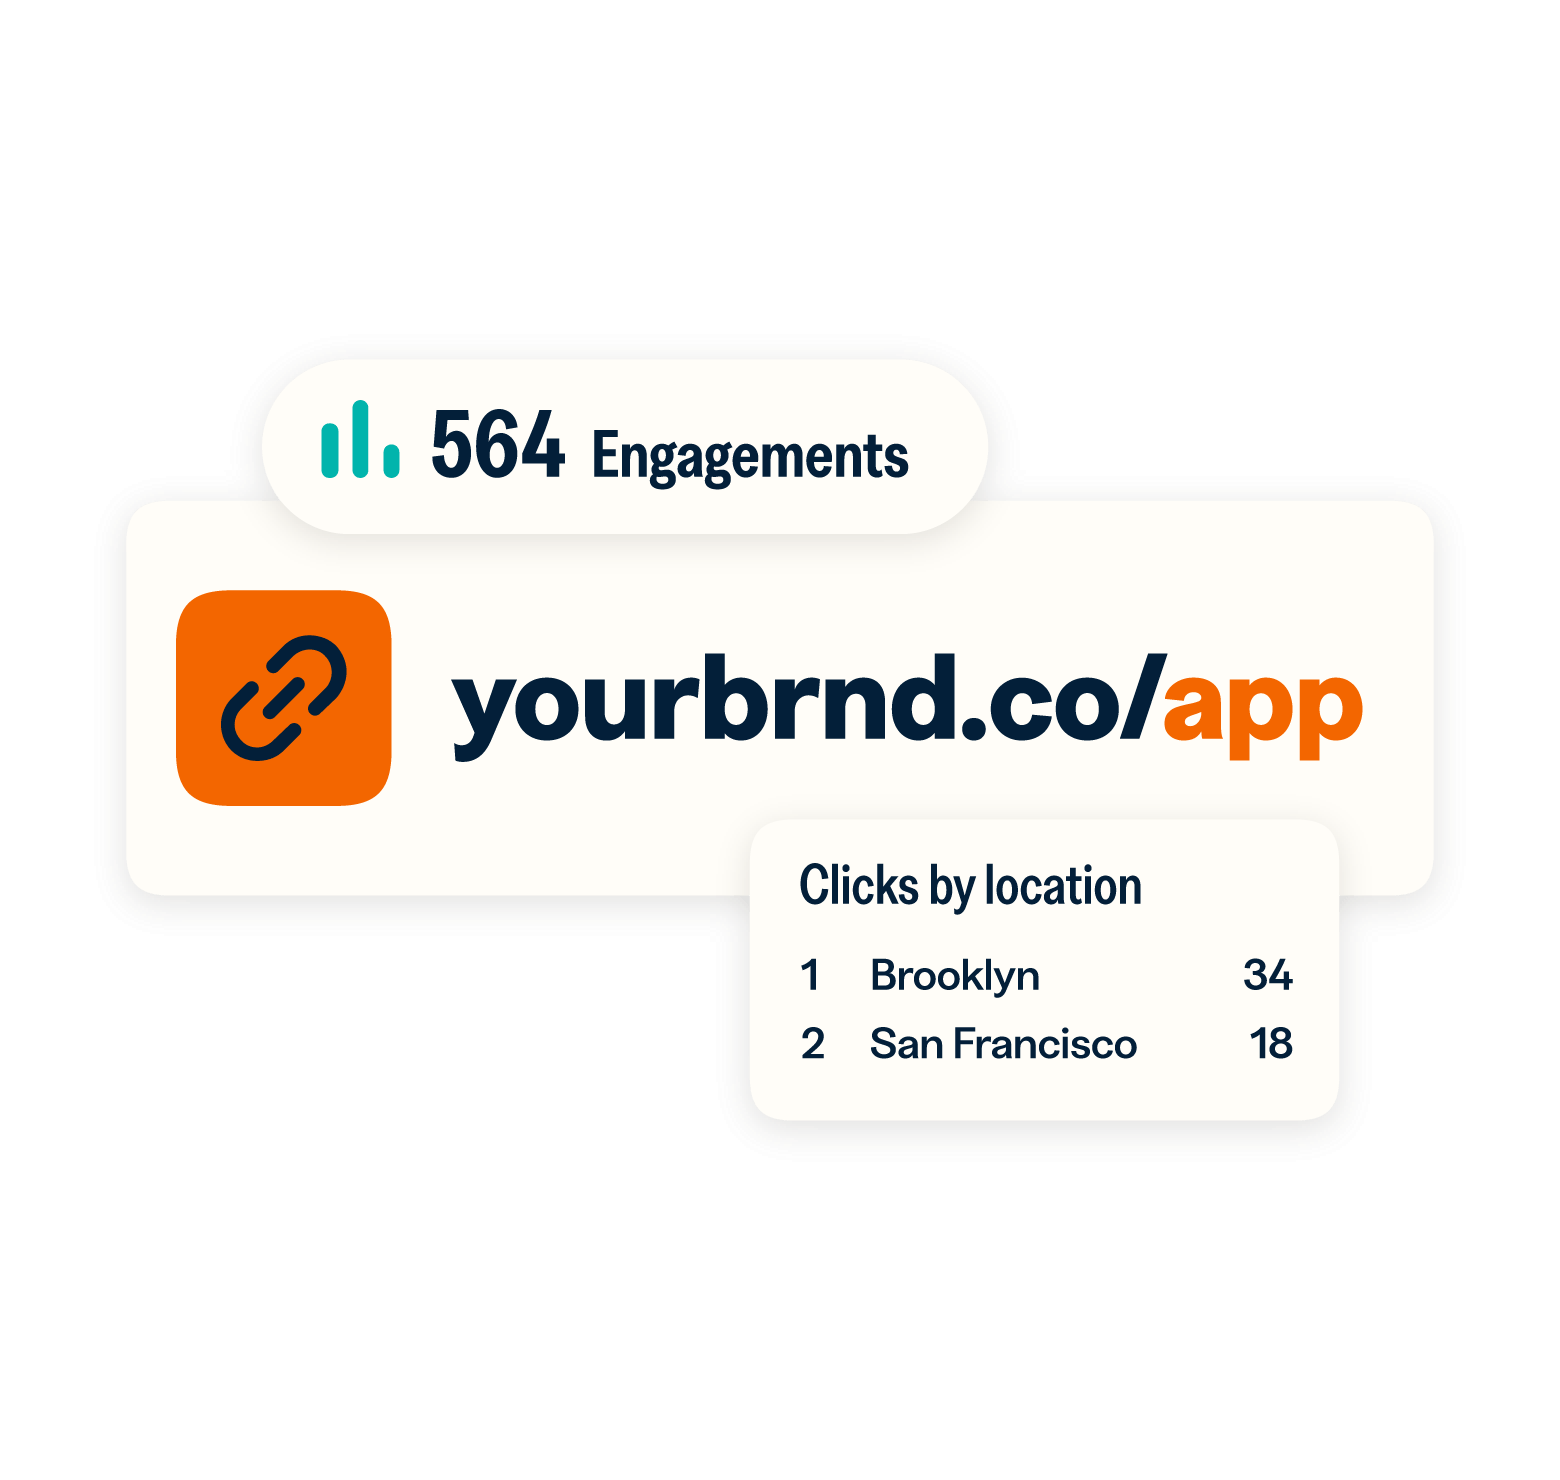 564 Engagements
yourbrnd.co/app
Clicks by location
1 Brooklyn 34
2 San Francisco 18